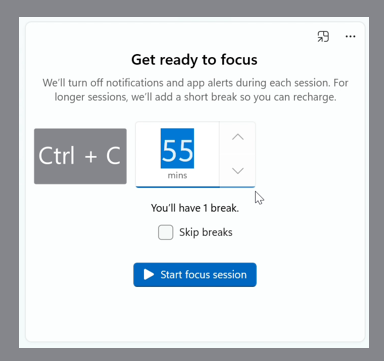 Get ready to focus
We'll turn off notifications and app alerts during each session. For
longer sessions, we'll add a short break so you can recharge.
Ctrl + C
55
mins
You'll have 1 break.
Skip breaks
Start focus session